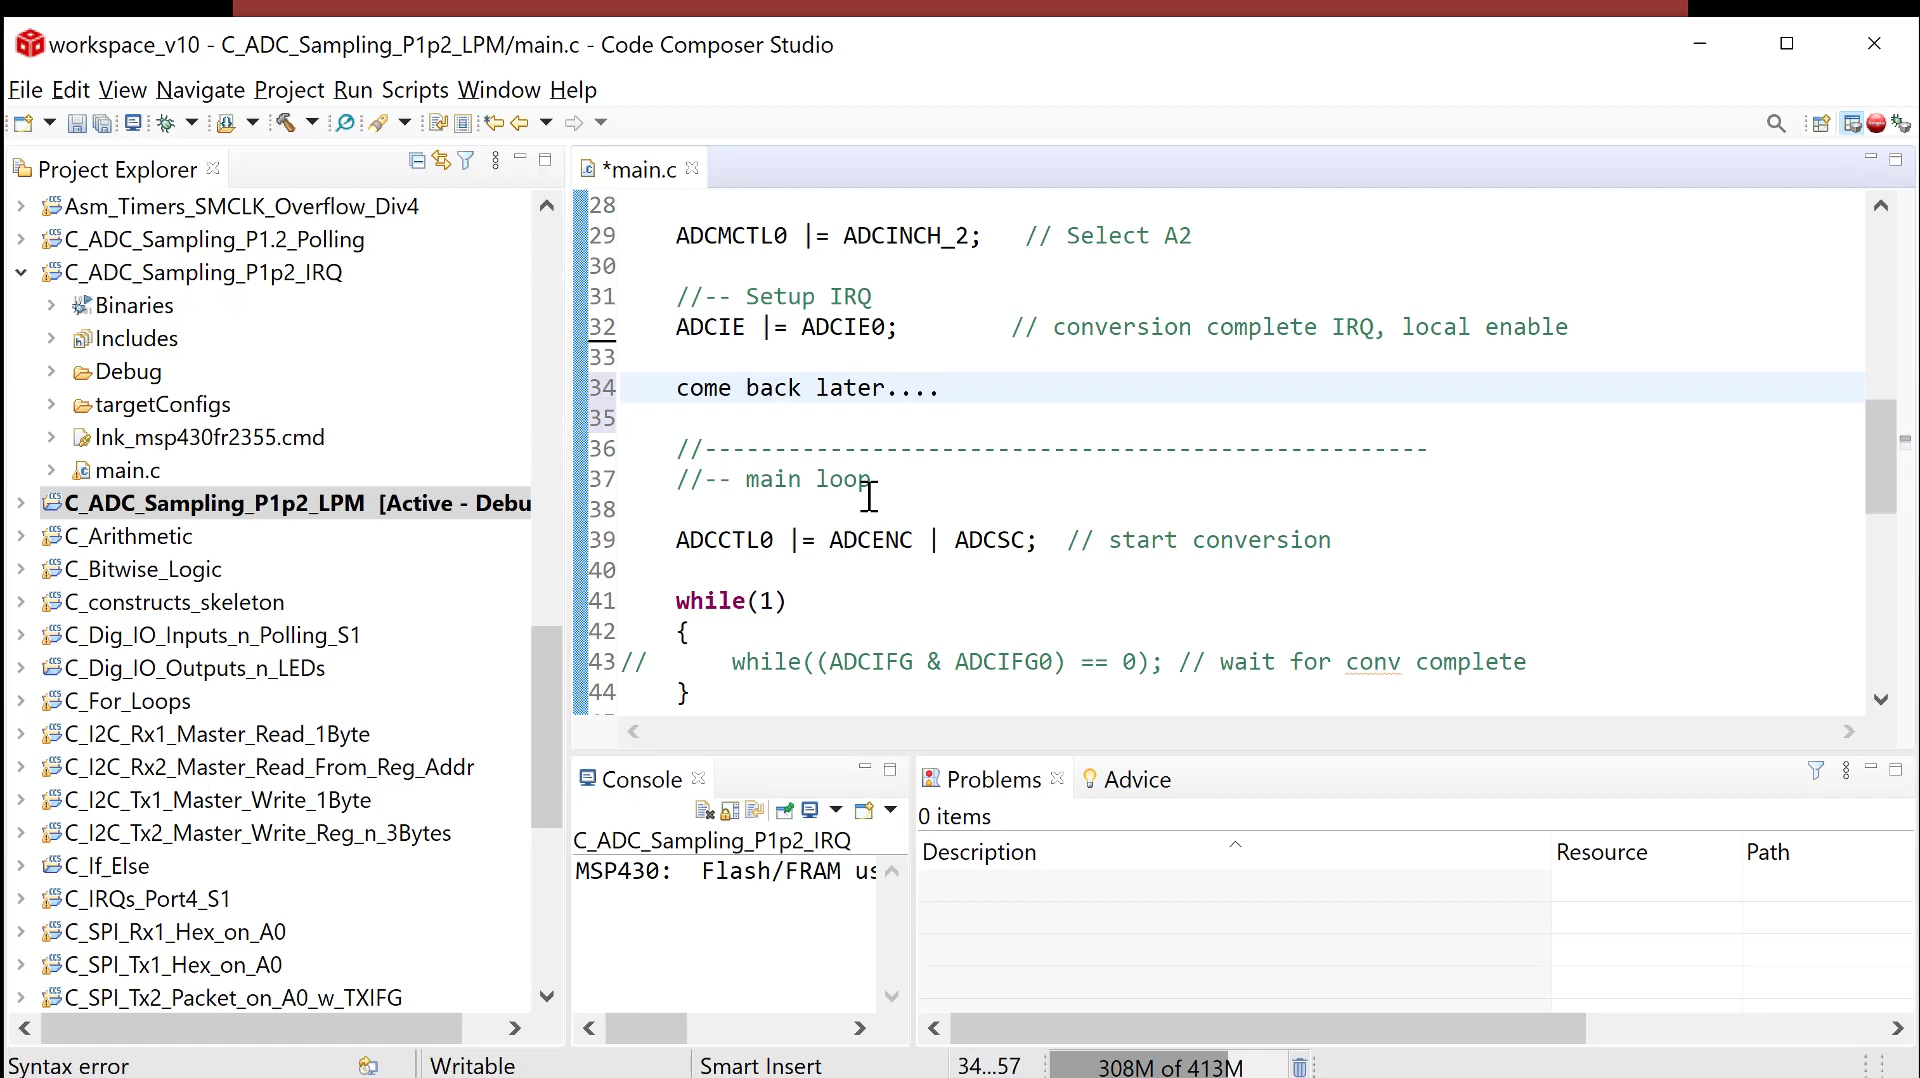 workspace_v10 - C_ADC_Sampling_P1p2_LPM/main.c - Code Composer Studio
File Edit View Navigate Project Run Scripts Window Help
Project Explorer
Asm_Timers_SMCLK_Overflow_Div4
C_ADC_Sampling_P1.2_Polling
C_ADC_Sampling_P1p2_IRQ
Binaries
Includes
Debug
targetConfigs
lnk_msp430fr2355.cmd
main.c
C_ADC_Sampling_P1p2_LPM [Active - Debu
C_Arithmetic
C_Bitwise_Logic
C_constructs_skeleton
C_Dig_IO_Inputs_n_Polling_S1
C_Dig_IO_Outputs_n_LEDs
C_For_Loops
C_I2C_Rx1_Master_Read_1Byte
C_I2C_Rx2_Master_Read_From_Reg_Addr
C_I2C_Tx1_Master_Write_1Byte
C_I2C_Tx2_Master_Write_Reg_n_3Bytes
C_If_Else
C_IRQs_Port4_S1
C_SPI_Rx1_Hex_on_A0
C_SPI_Tx1_Hex_on_A0
C_SPI_Tx2_Packet_on_A0_w_TXIFG
*main.c
28
29 ADCMCTL0 |= ADCINCH_2; // Select A2
30
31 //-- Setup IRQ
32 ADCIE |= ADCIE0; // conversion complete IRQ, local enable
33
34 come back later....
35
36 //----------------------------------------------------
37 //-- main loop
38
39 ADCCTL0 |= ADCENC | ADCSC; // start conversion
40
41 while(1)
42 {
43 // while((ADCIFG & ADCIFG0) == 0); // wait for conv complete
44 }
Console
C_ADC_Sampling_P1p2_IRQ
MSP430: Flash/FRAM us
Problems Advice
0 items
Description Resource Path
Syntax error Writable Smart Insert 34...57 308M of 413M